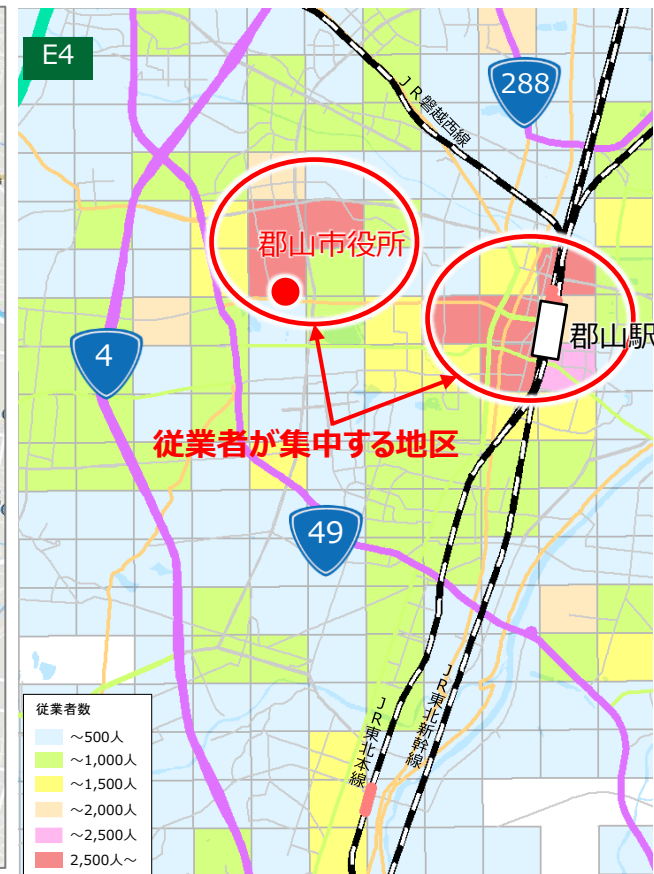 E4
288
JR磐越西線
郡山市役所
郡山駅
4
従業者が集中する地区
49
JR東北本線
JR東北新幹線
従業者数
～500人
～1,000人
～1,500人
～2,000人
～2,500人
2,500人～